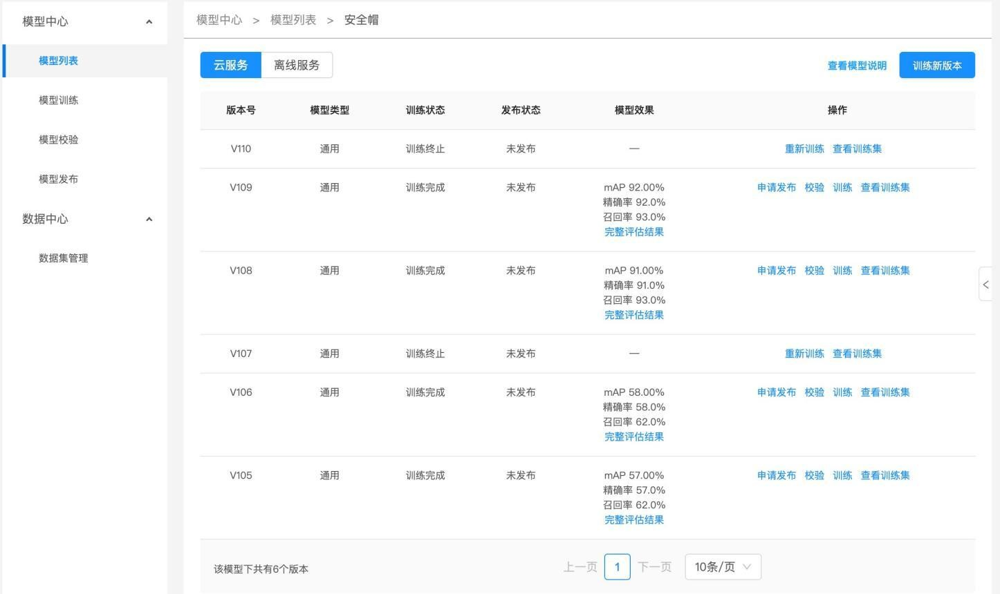 模型中心
模型列表
模型训练
模型校验
模型发布
数据中心
数据集管理
模型中心 > 模型列表 > 安全帽
云服务 离线服务 查看模型说明 训练新版本
版本号 模型类型 训练状态 发布状态 模型效果 操作
V110 通用 训练终止 未发布 — 重新训练 查看训练集
V109 通用 训练完成 未发布 mAP 92.00% 申请发布 校验 训练 查看训练集
精确率 92.0%
召回率 93.0%
完整评估结果
V108 通用 训练完成 未发布 mAP 91.00% 申请发布 校验 训练 查看训练集
精确率 91.0%
召回率 93.0%
完整评估结果
V107 通用 训练终止 未发布 — 重新训练 查看训练集
V106 通用 训练完成 未发布 mAP 58.00% 申请发布 校验 训练 查看训练集
精确率 58.0%
召回率 62.0%
完整评估结果
V105 通用 训练完成 未发布 mAP 57.00% 申请发布 校验 训练 查看训练集
精确率 57.0%
召回率 62.0%
完整评估结果
该模型下共有6个版本 上一页 1 下一页 10条/页